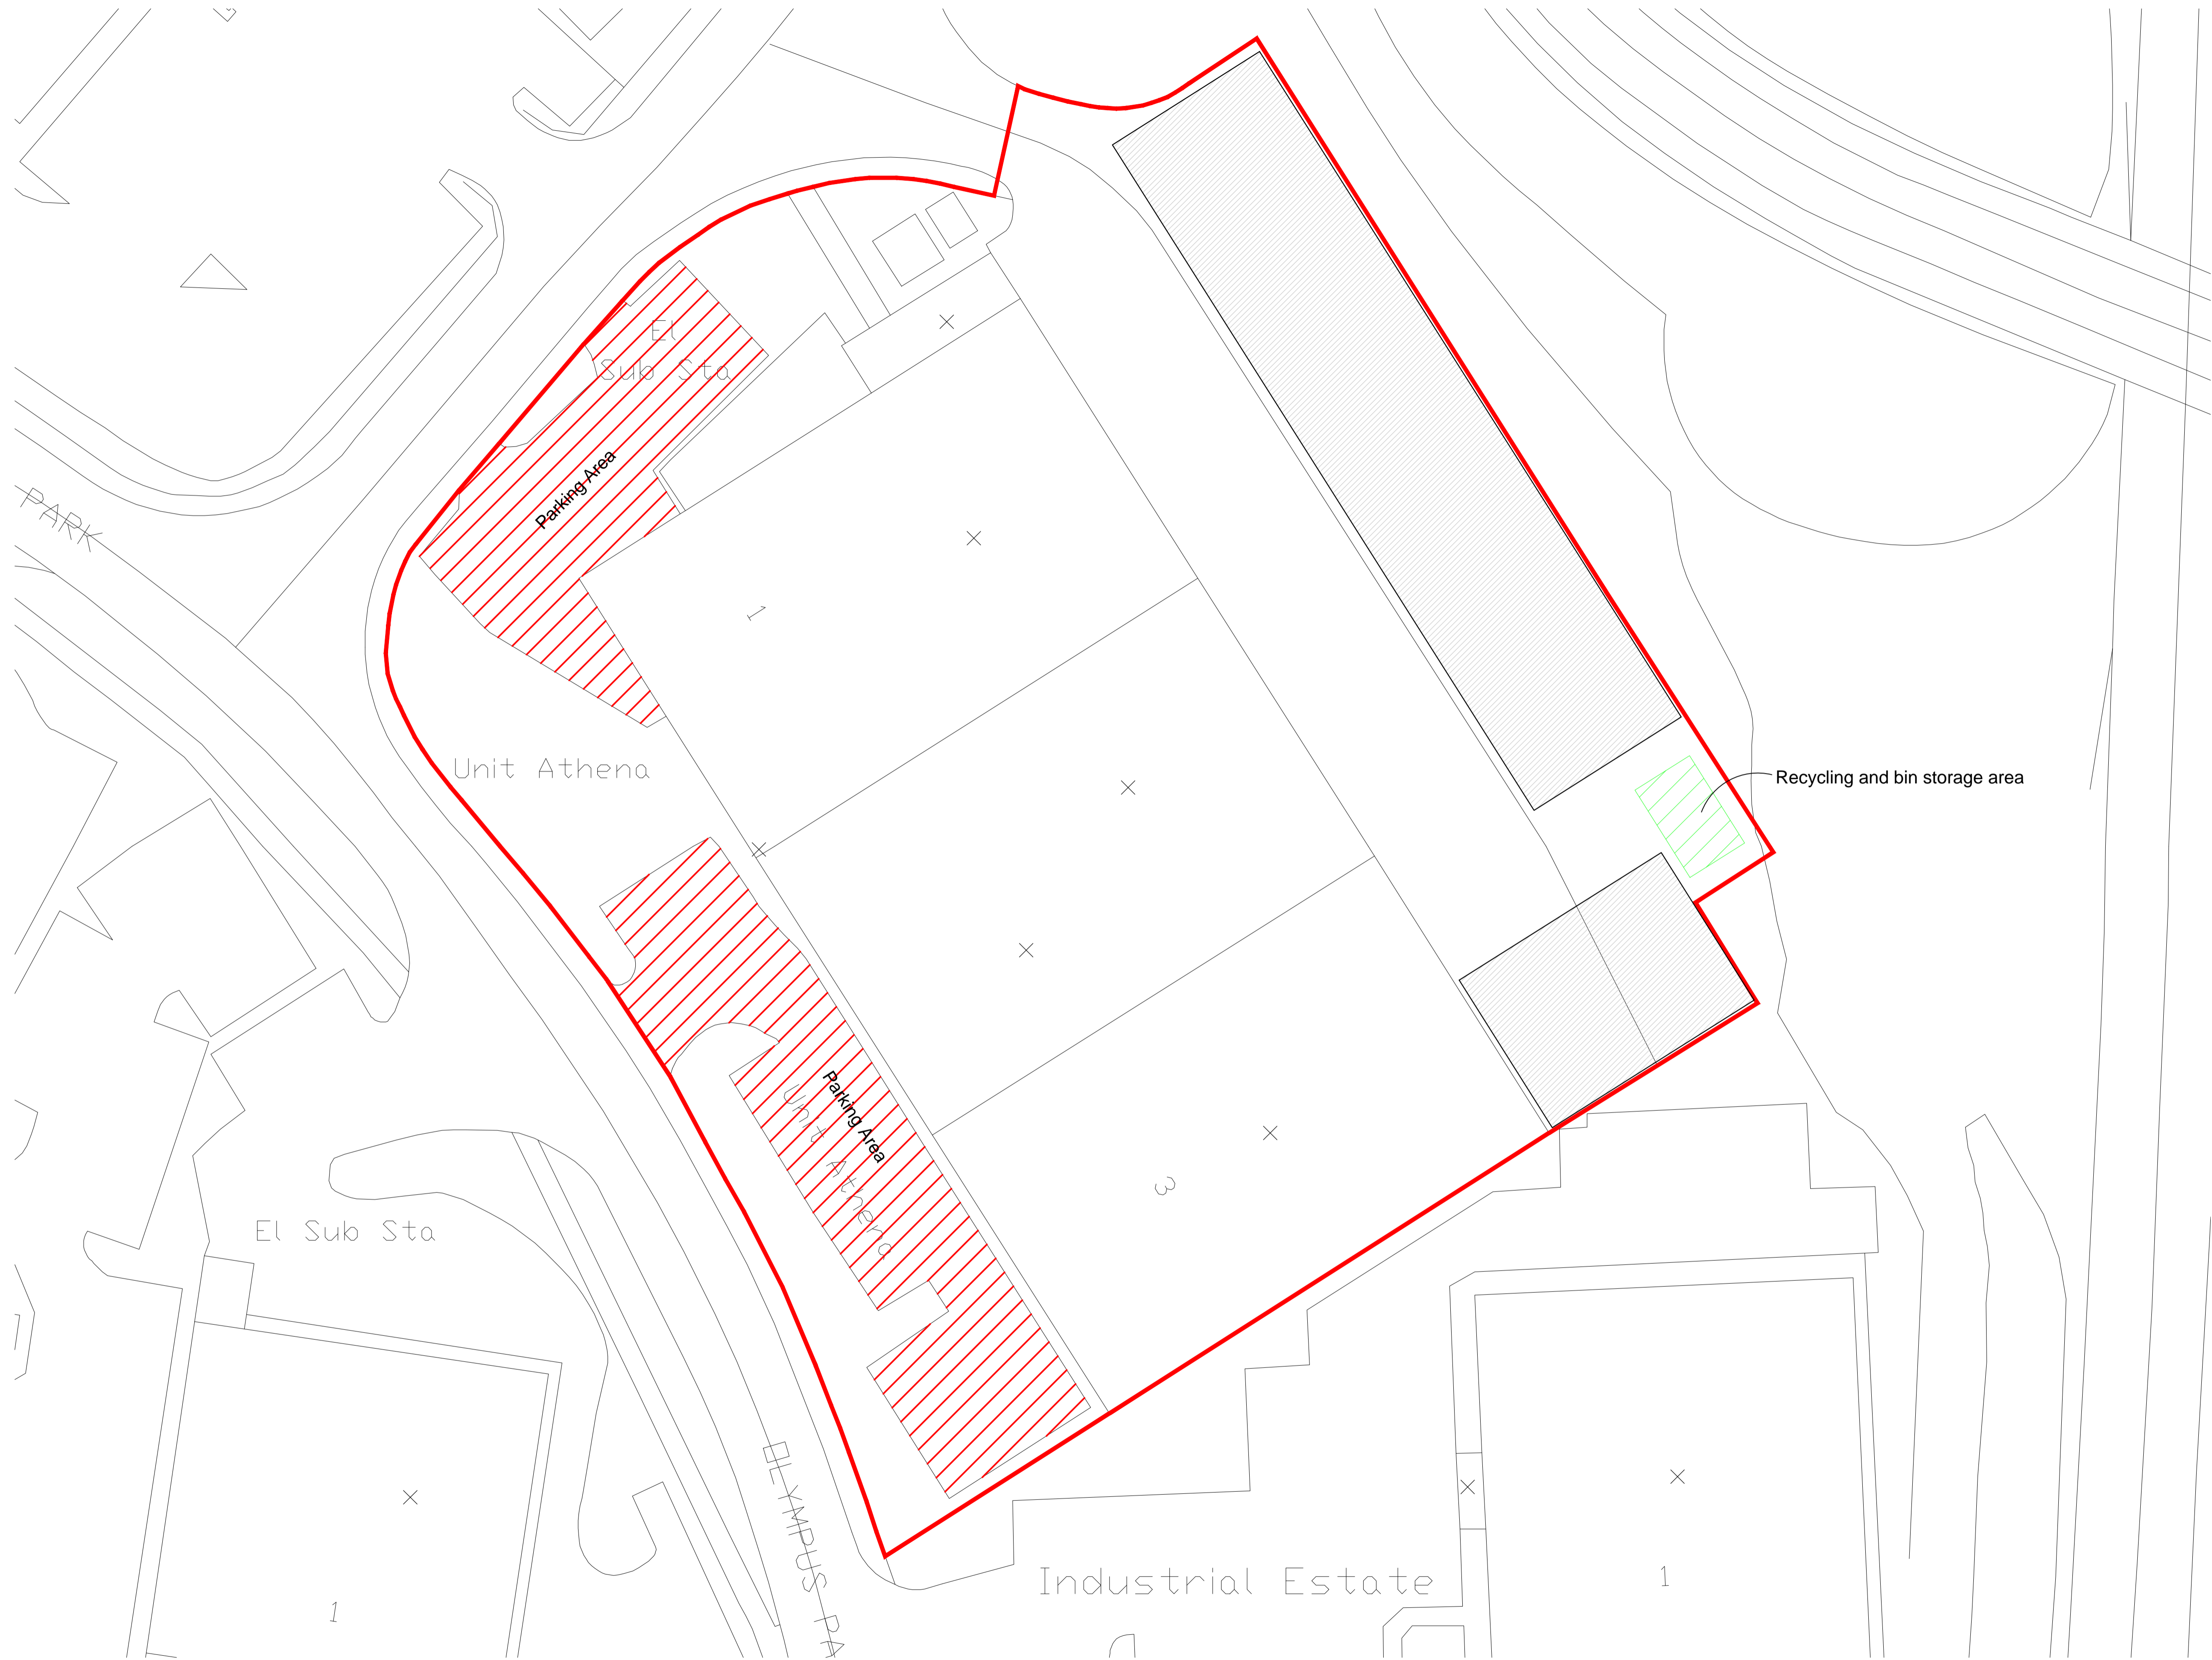 El
Sub Sta
Parking Area
PARK
1
Unit Athena
Recycling and bin storage area
Parking Area
Unit Athena
3
El Sub Sta
OLYMPUS PA
Industrial Estate
1
1